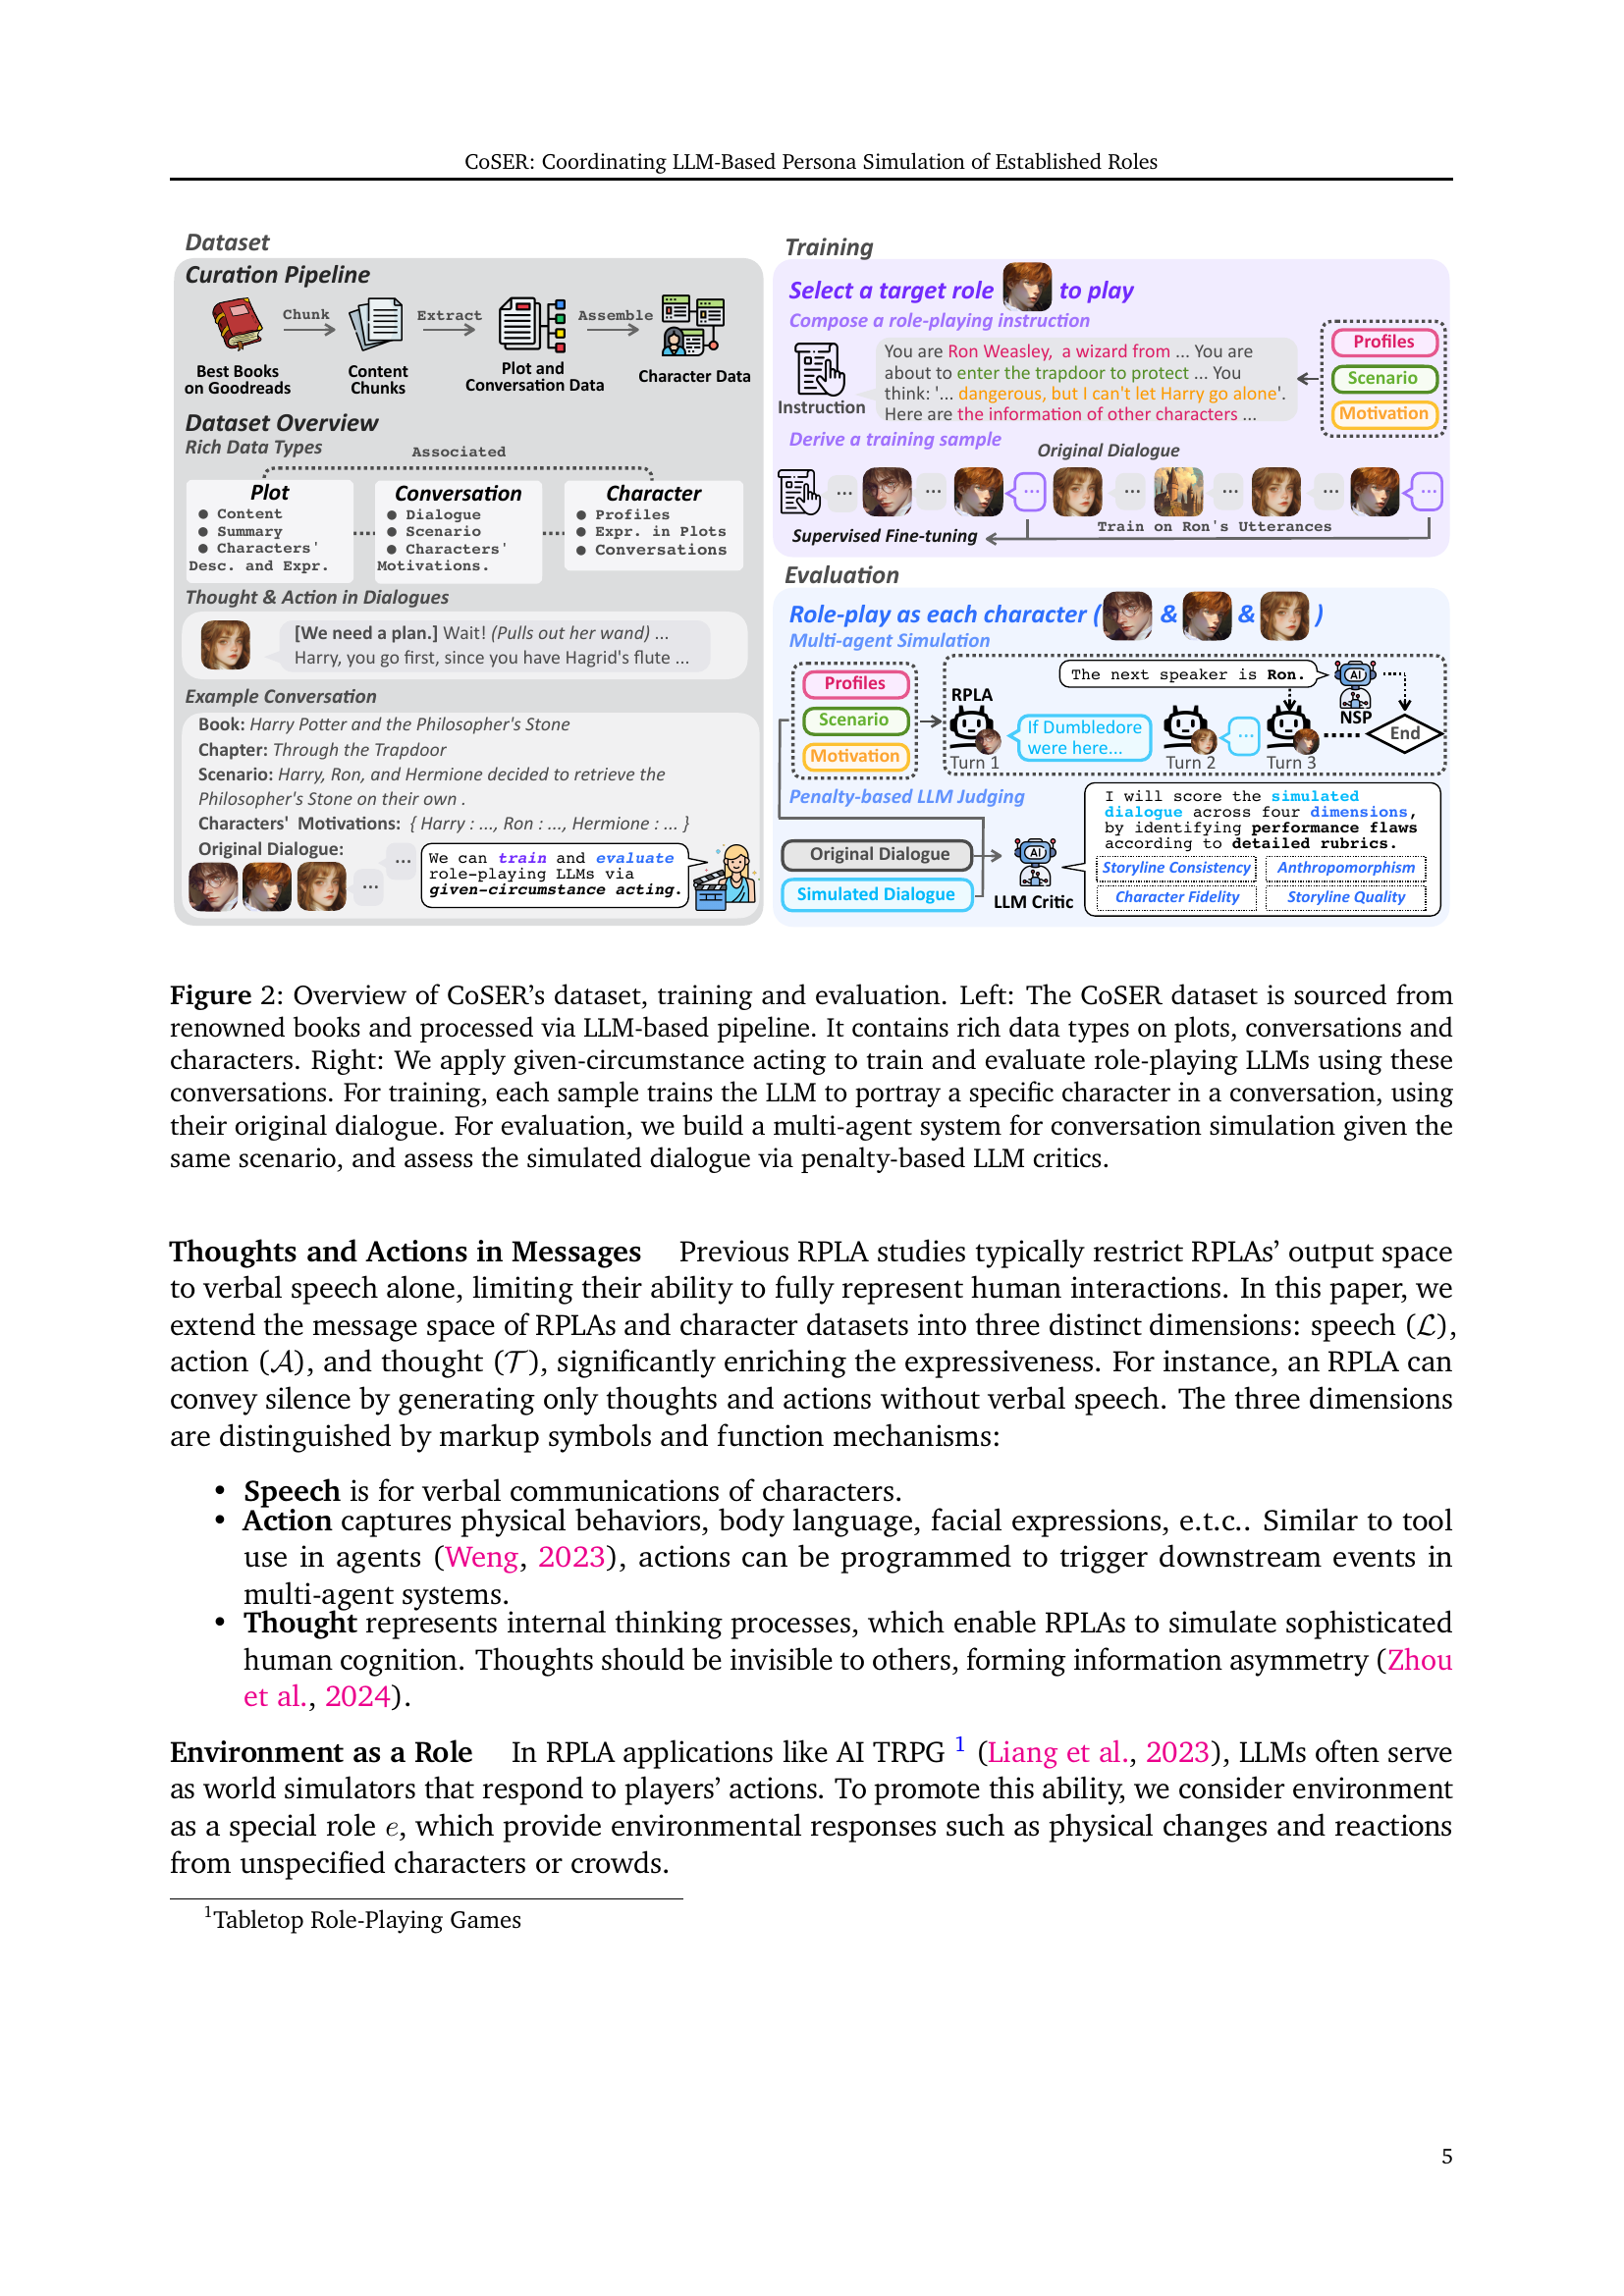 CoSER: Coordinating LLM-Based Persona Simulation of Established Roles
Dataset
Curation Pipeline
Chunk
Extract
Assemble
Best Books
on Goodreads
Content
Chunks
Plot and
Conversation Data
Character Data
Dataset Overview
Rich Data Types
Associated
Plot
● Content
● Summary
● Characters'
Desc. and Expr.
Conversation
● Dialogue
● Scenario
● Characters'
Motivations.
Character
● Profiles
● Expr. in Plots
● Conversations
Thought & Action in Dialogues
[We need a plan.] Wait! (Pulls out her wand) ...
Harry, you go first, since you have Hagrid's flute ...
Example Conversation
Book: Harry Potter and the Philosopher's Stone
Chapter: Through the Trapdoor
Scenario: Harry, Ron, and Hermione decided to retrieve the
Philosopher's Stone on their own .
Characters' Motivations: { Harry : ..., Ron : ..., Hermione : ... }
Original Dialogue:
...
...
We can train and evaluate
role-playing LLMs via
given-circumstance acting.
Training
Select a target role to play
Compose a role-playing instruction
Instruction
You are Ron Weasley, a wizard from ... You are
about to enter the trapdoor to protect ... You
think: '... dangerous, but I can't let Harry go alone'.
Here are the information of other characters ...
Profiles
Scenario
Motivation
Derive a training sample
Original Dialogue
... ... ... ... ... ... ...
Train on Ron's Utterances
Supervised Fine-tuning
Evaluation
Role-play as each character ( & & )
Multi-agent Simulation
Profiles
Scenario
Motivation
The next speaker is Ron.
AI
NSP
RPLA
If Dumbledore
were here...
...
End
Turn 1
Turn 2
Turn 3
Penalty-based LLM Judging
Original Dialogue
Simulated Dialogue
AI
LLM Critic
I will score the simulated
dialogue across four dimensions,
by identifying performance flaws
according to detailed rubrics.
Storyline Consistency
Anthropomorphism
Character Fidelity
Storyline Quality
Figure 2: Overview of CoSER's dataset, training and evaluation. Left: The CoSER dataset is sourced from
renowned books and processed via LLM-based pipeline. It contains rich data types on plots, conversations and
characters. Right: We apply given-circumstance acting to train and evaluate role-playing LLMs using these
conversations. For training, each sample trains the LLM to portray a specific character in a conversation, using
their original dialogue. For evaluation, we build a multi-agent system for conversation simulation given the
same scenario, and assess the simulated dialogue via penalty-based LLM critics.
Thoughts and Actions in Messages Previous RPLA studies typically restrict RPLAs' output space
to verbal speech alone, limiting their ability to fully represent human interactions. In this paper, we
extend the message space of RPLAs and character datasets into three distinct dimensions: speech (ℒ),
action (𝒜), and thought (𝒯), significantly enriching the expressiveness. For instance, an RPLA can
convey silence by generating only thoughts and actions without verbal speech. The three dimensions
are distinguished by markup symbols and function mechanisms:
• Speech is for verbal communications of characters.
• Action captures physical behaviors, body language, facial expressions, e.t.c.. Similar to tool
use in agents (Weng, 2023), actions can be programmed to trigger downstream events in
multi-agent systems.
• Thought represents internal thinking processes, which enable RPLAs to simulate sophisticated
human cognition. Thoughts should be invisible to others, forming information asymmetry (Zhou
et al., 2024).
Environment as a Role In RPLA applications like AI TRPG ¹ (Liang et al., 2023), LLMs often serve
as world simulators that respond to players' actions. To promote this ability, we consider environment
as a special role e, which provide environmental responses such as physical changes and reactions
from unspecified characters or crowds.
¹Tabletop Role-Playing Games
5